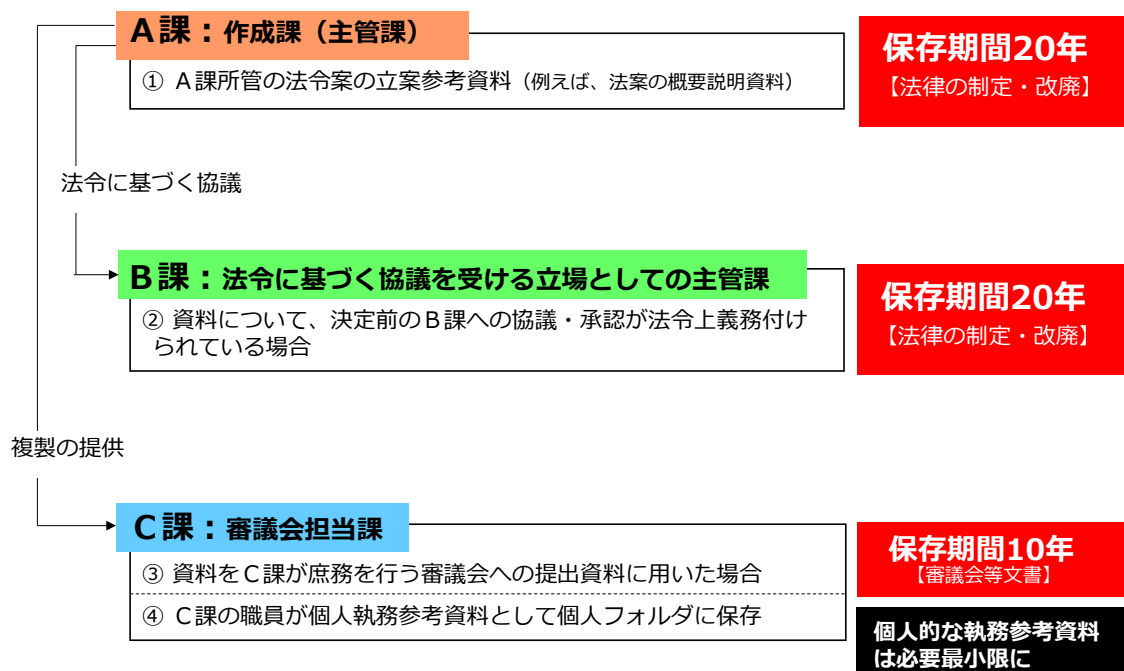 A課：作成課（主管課）
① A課所管の法令案の立案参考資料（例えば、法案の概要説明資料）
保存期間20年
【法律の制定・改廃】
法令に基づく協議
B課：法令に基づく協議を受ける立場としての主管課
② 資料について、決定前のB課への協議・承認が法令上義務付け
られている場合
保存期間20年
【法律の制定・改廃】
複製の提供
C課：審議会担当課
③ 資料をC課が庶務を行う審議会への提出資料に用いた場合
④ C課の職員が個人執務参考資料として個人フォルダに保存
保存期間10年
【審議会等文書】
個人的な執務参考資料
は必要最小限に